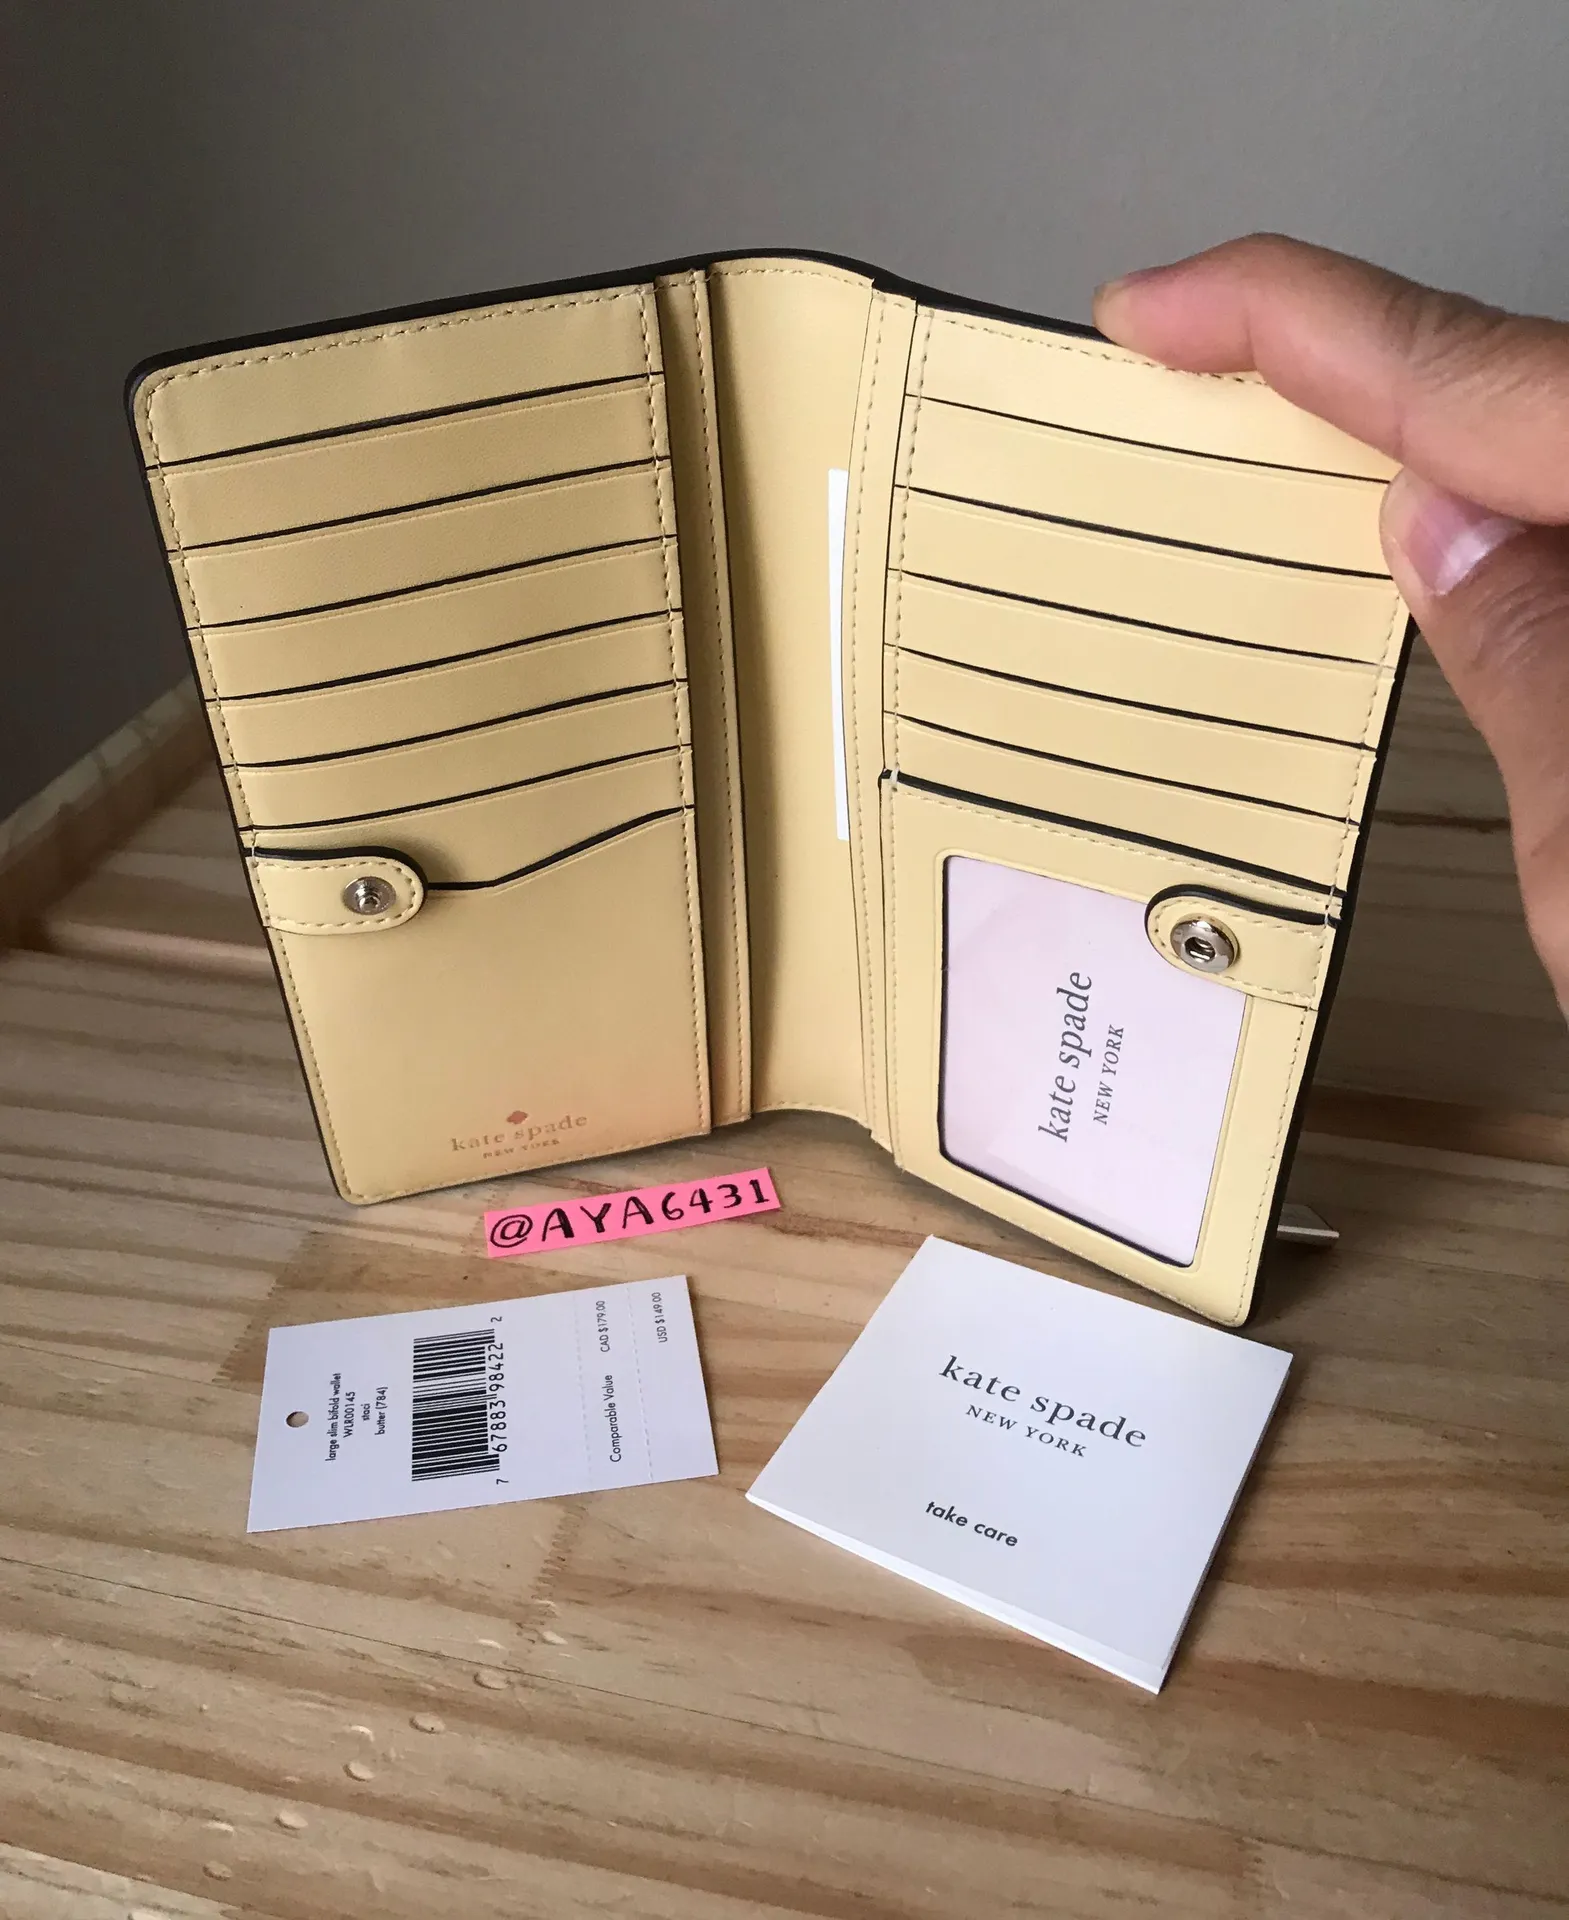 kate spade
NEW YORK
kate spade
NEW YORK
@AYA6431
large slim bifold wallet
WLR00145
staci
butter (784)
7 67883 98422 2
Comparable Value CAD $179.00
USD $149.00
kate spade
NEW YORK
take care